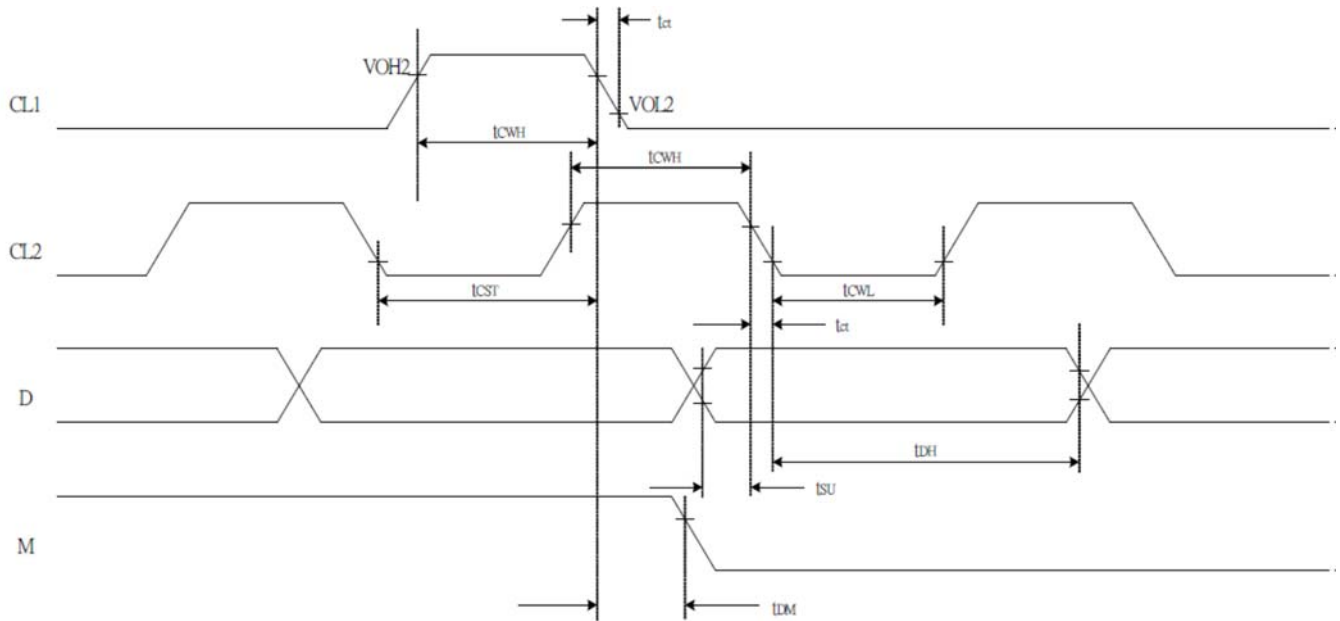 tct
VOH2
CL1
VOL2
tCWH
tCWH
CL2
tCST
tCWL
tct
D
tDH
tSU
M
tDM